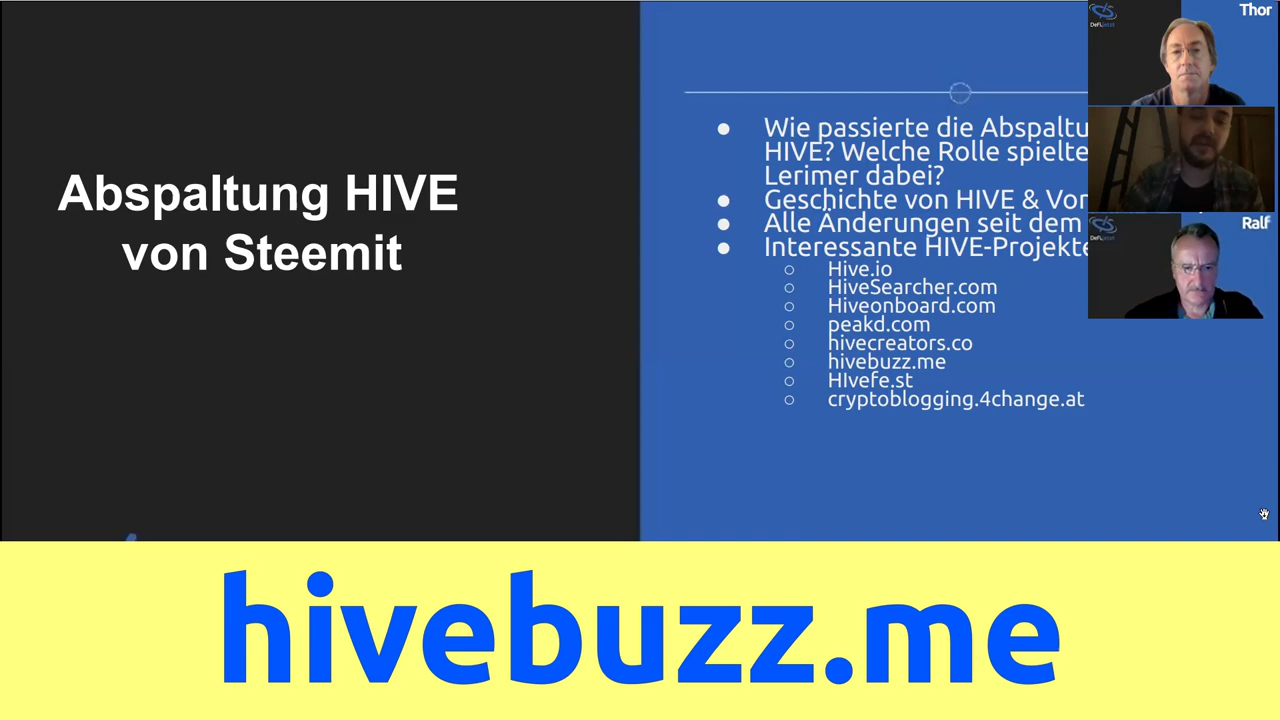 Abspaltung HIVE
von Steemit
Wie passierte die Abspaltu
HIVE? Welche Rolle spielte
Lerimer dabei?
Geschichte von HIVE & Vor
Alle Änderungen seit dem
Interessante HIVE-Projekte
Hive.io
HiveSearcher.com
Hiveonboard.com
peakd.com
hivecreators.co
hivebuzz.me
HIvefe.st
cryptoblogging.4change.at
Thor
Ralf
hivebuzz.me